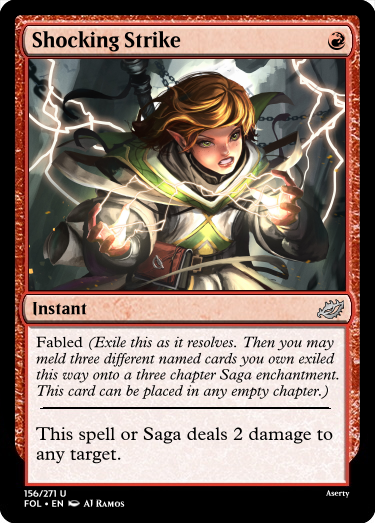 Shocking Strike
Instant
Fabled (Exile this as it resolves. Then you may
meld three different named cards you own exiled
this way onto a three chapter Saga enchantment.
This card can be placed in any empty chapter.)
This spell or Saga deals 2 damage to
any target.
156/271 U
FOL • EN AJ Ramos
Aserty